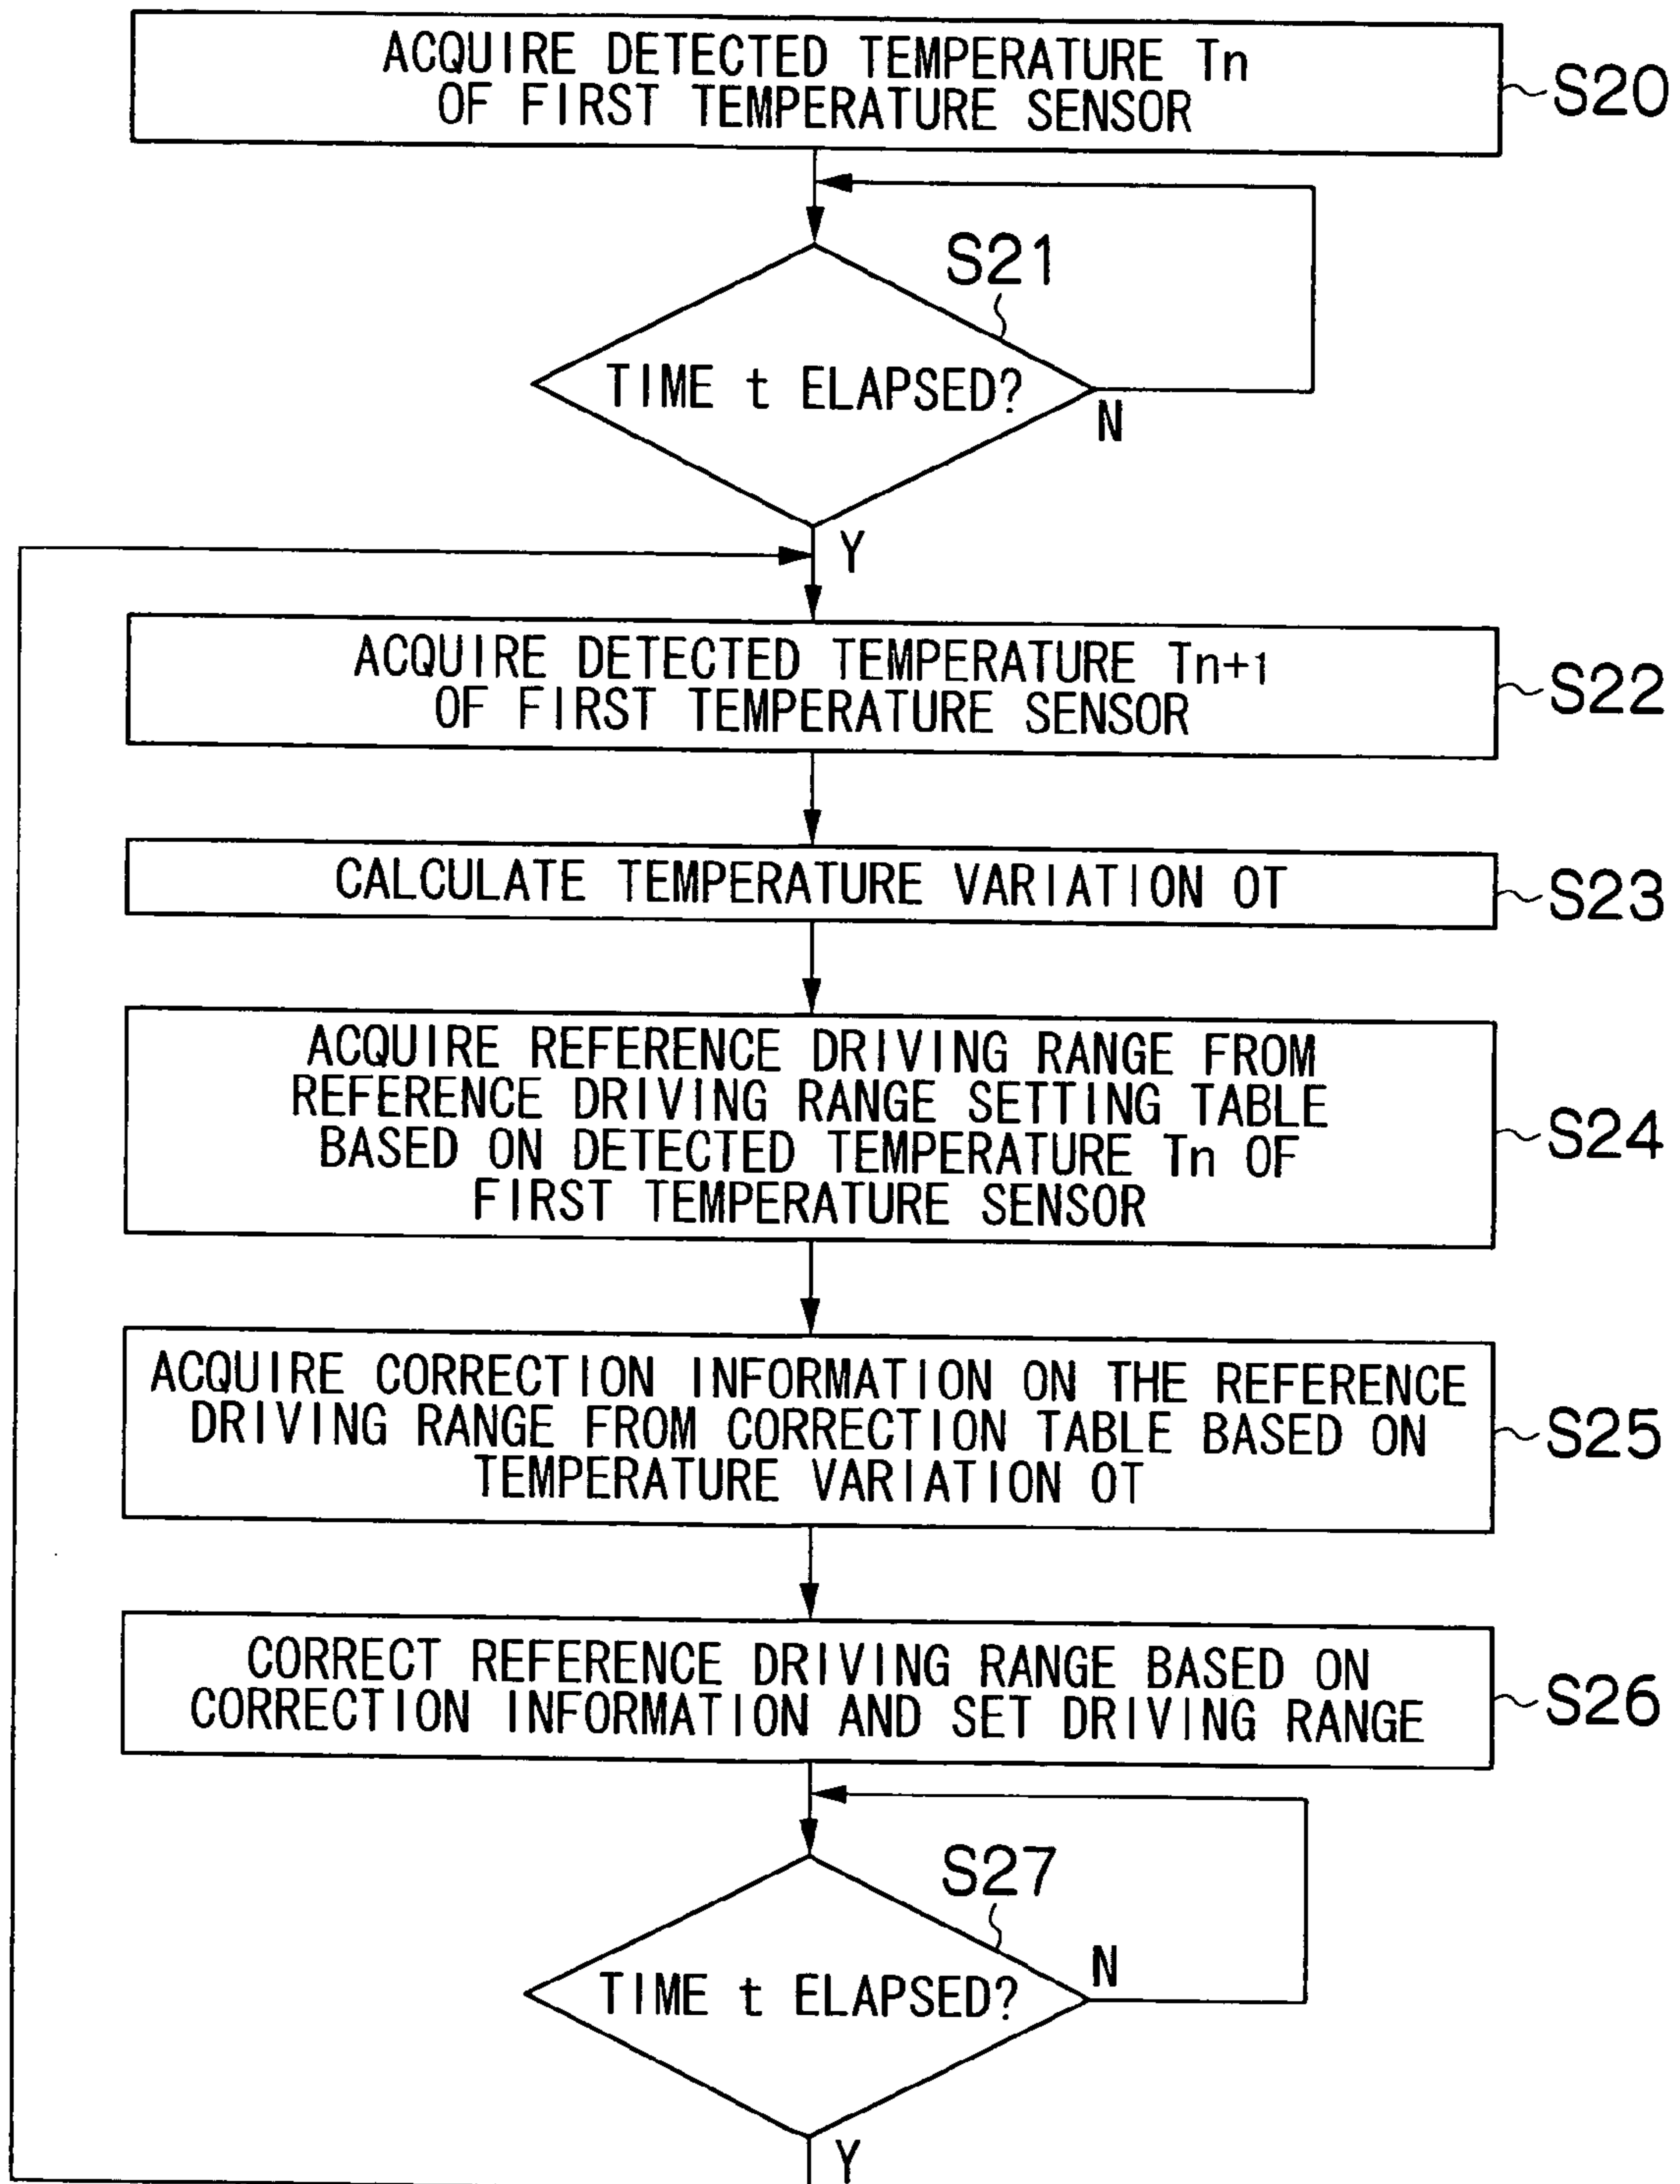 ACQUIRE DETECTED TEMPERATURE Tn
OF FIRST TEMPERATURE SENSOR
S20
S21
TIME t ELAPSED?
N
Y
ACQUIRE DETECTED TEMPERATURE Tn+1
OF FIRST TEMPERATURE SENSOR
S22
CALCULATE TEMPERATURE VARIATION OT
S23
ACQUIRE REFERENCE DRIVING RANGE FROM
REFERENCE DRIVING RANGE SETTING TABLE
BASED ON DETECTED TEMPERATURE Tn OF
FIRST TEMPERATURE SENSOR
S24
ACQUIRE CORRECTION INFORMATION ON THE REFERENCE
DRIVING RANGE FROM CORRECTION TABLE BASED ON
TEMPERATURE VARIATION OT
S25
CORRECT REFERENCE DRIVING RANGE BASED ON
CORRECTION INFORMATION AND SET DRIVING RANGE
S26
S27
TIME t ELAPSED?
N
Y